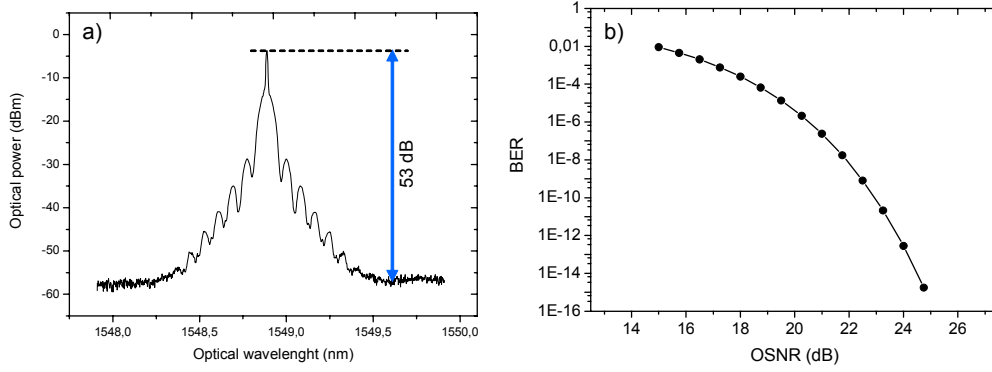 a)
0
-10
-20
-30
-40
-50
-60
Optical power (dBm)
53 dB
1548,0
1548,5
1549,0
1549,5
1550,0
Optical wavelenght (nm)
b)
0,01
1E-4
1E-6
1E-8
1E-10
1E-12
1E-14
1E-16
BER
14
16
18
20
22
24
26
OSNR (dB)